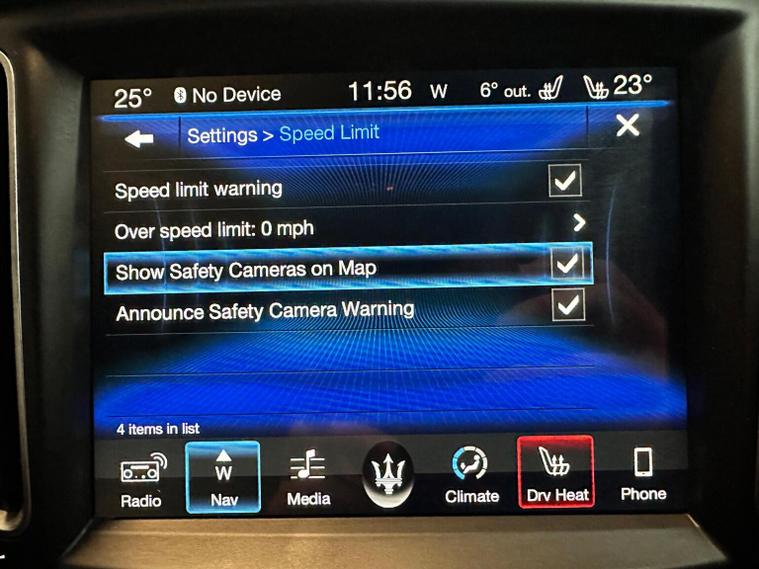 25° No Device 11:56 W 6° out. 23°
Settings > Speed Limit
Speed limit warning
Over speed limit: 0 mph
Show Safety Cameras on Map
Announce Safety Camera Warning
4 items in list
W
Radio Nav Media Climate Drv Heat Phone